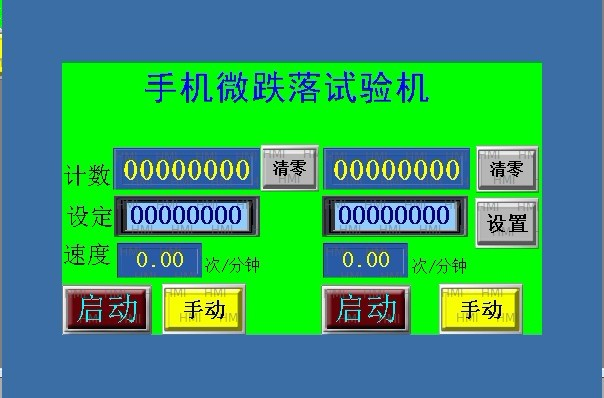 手机微跌落试验机
计数 00000000 清零 00000000 清零
设定 00000000 00000000 设置
速度 0.00 次/分钟 0.00 次/分钟
启动 手动 启动 手动